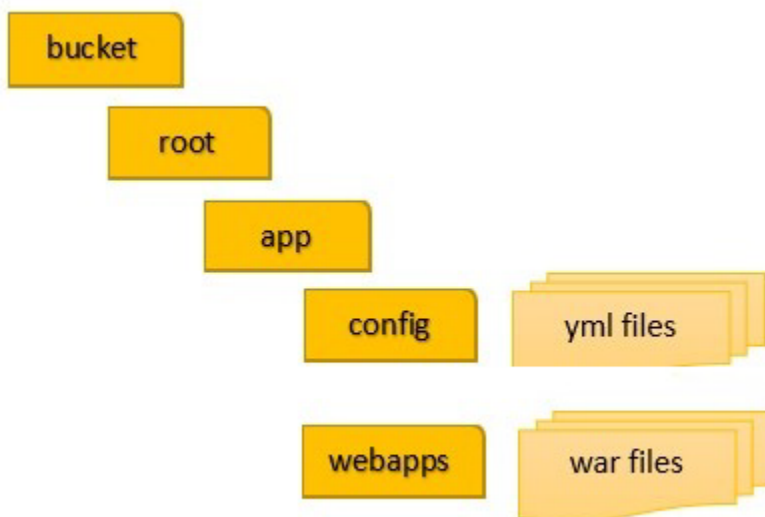 bucket
root
app
config
yml files
webapps
war files